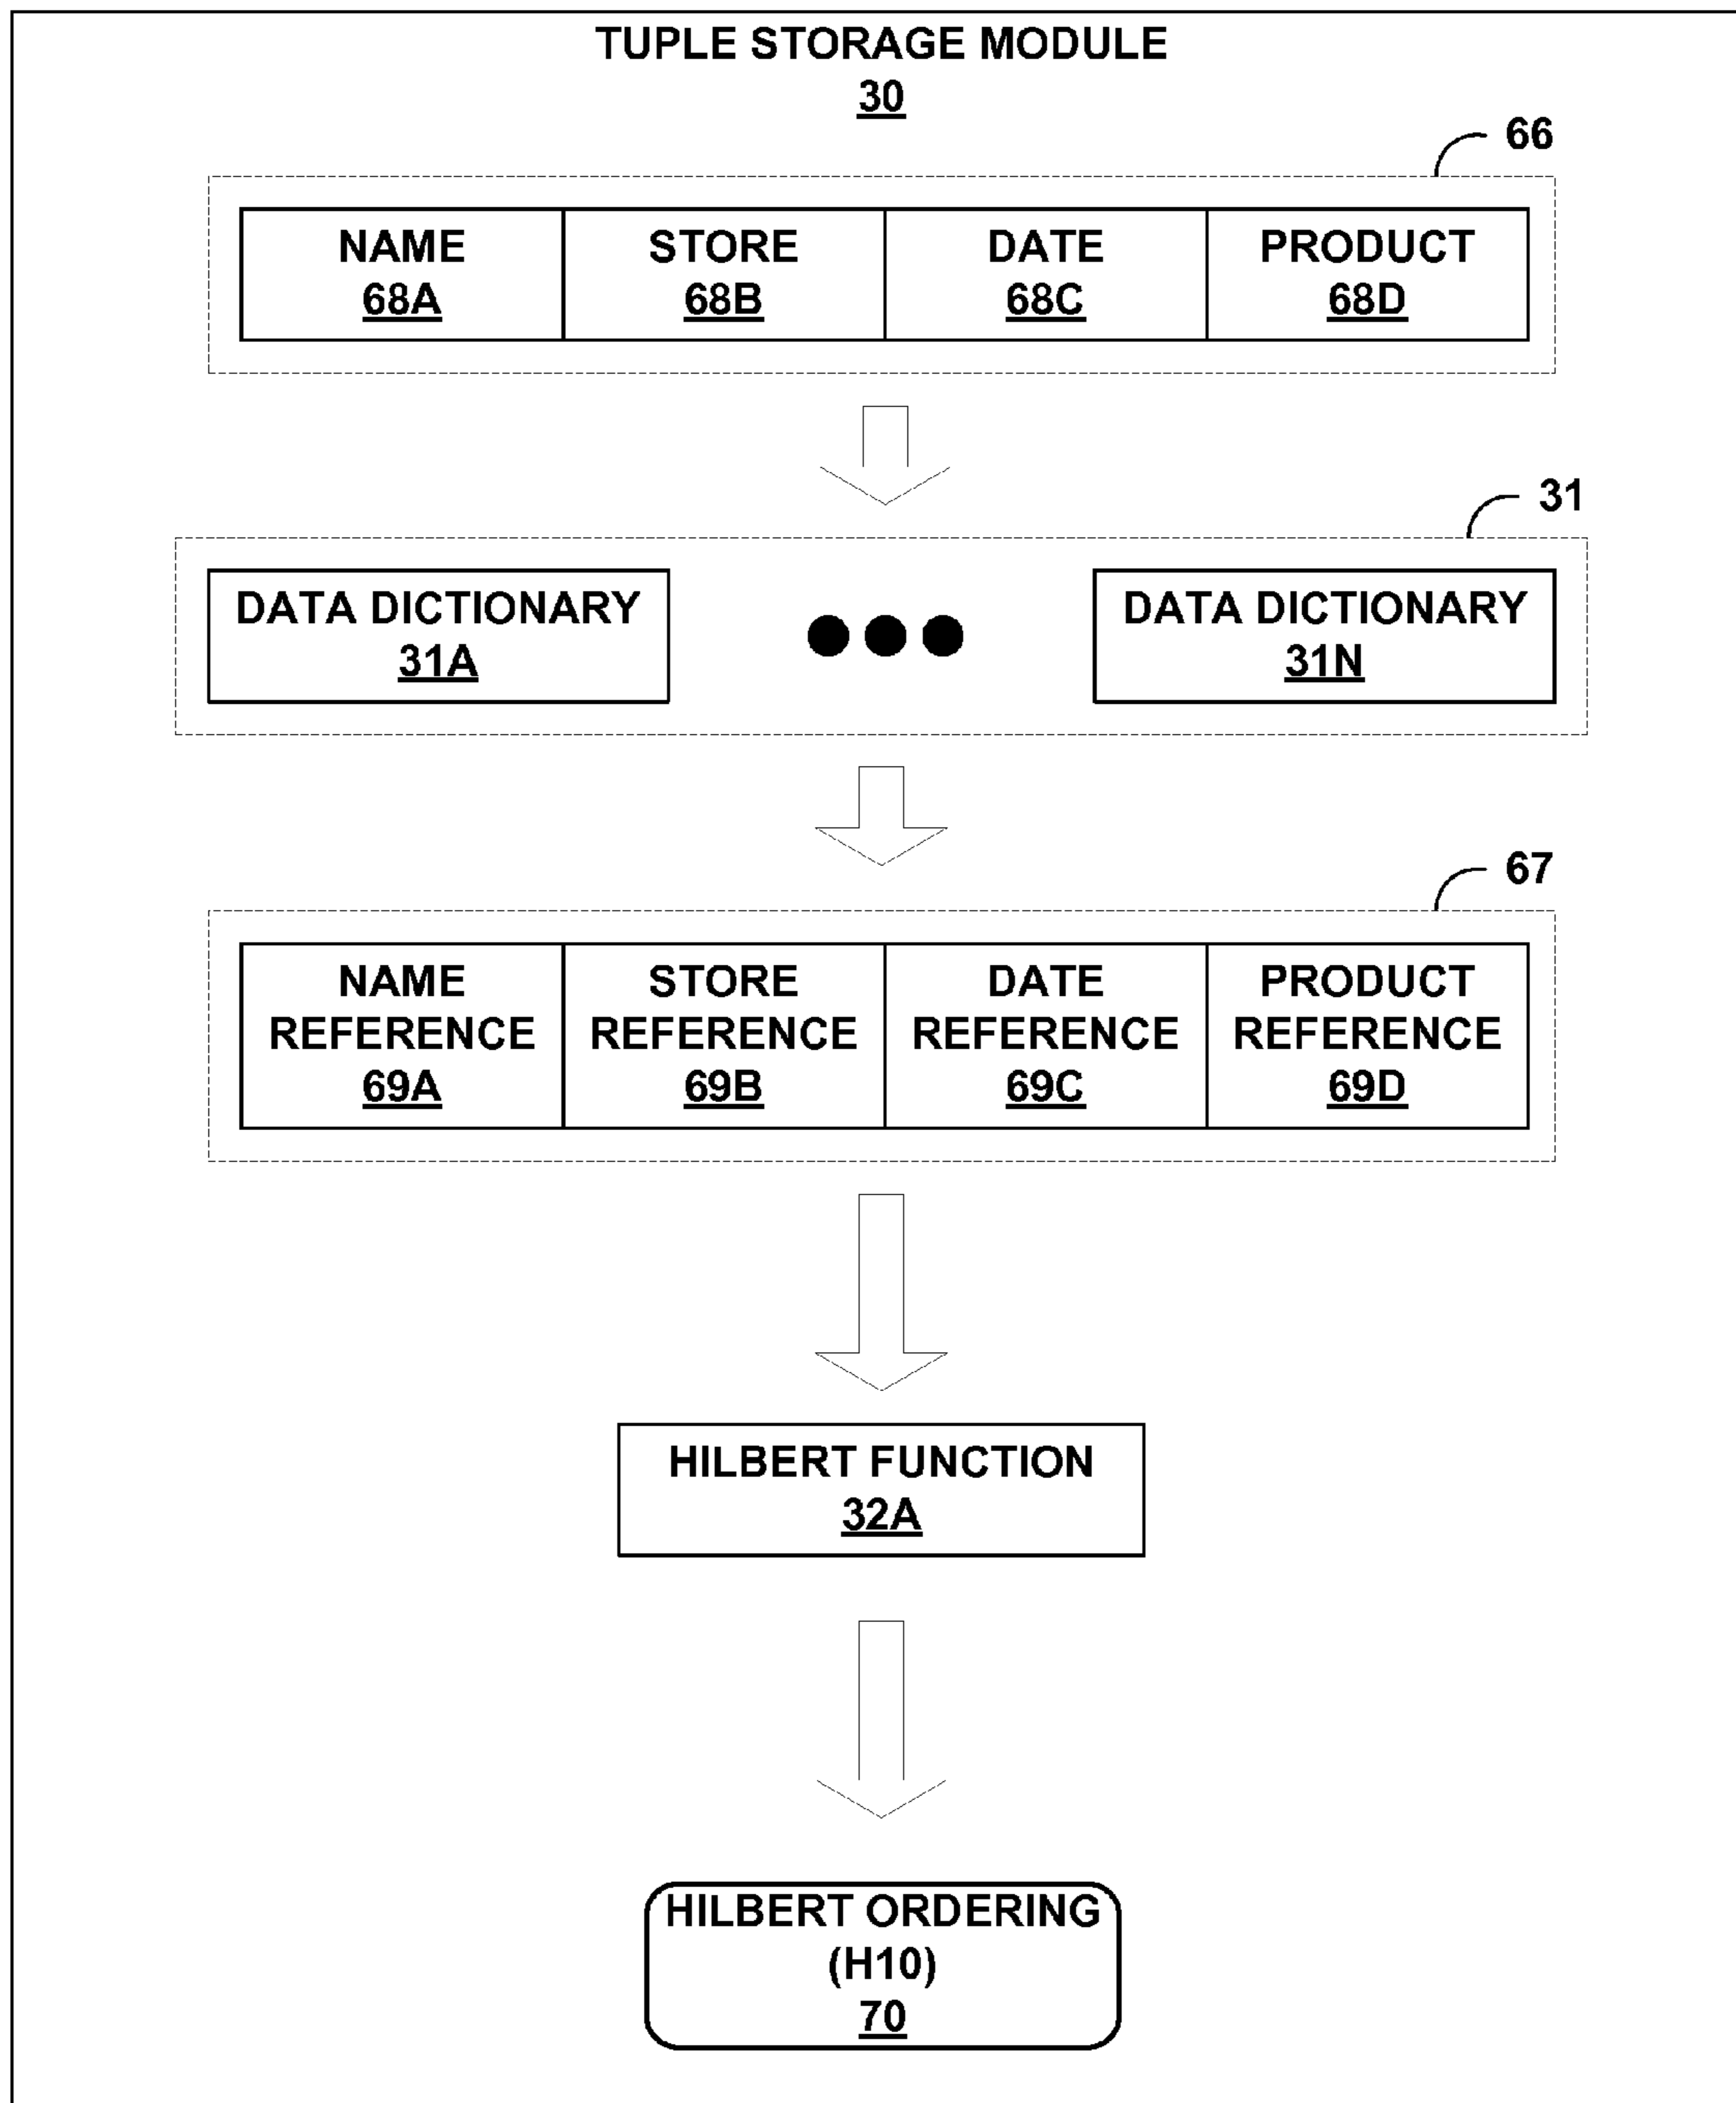 TUPLE STORAGE MODULE
30
66
NAME STORE DATE PRODUCT
68A 68B 68C 68D
31
DATA DICTIONARY DATA DICTIONARY
31A 31N
67
NAME STORE DATE PRODUCT
REFERENCE REFERENCE REFERENCE REFERENCE
69A 69B 69C 69D
HILBERT FUNCTION
32A
HILBERT ORDERING
(H10)
70